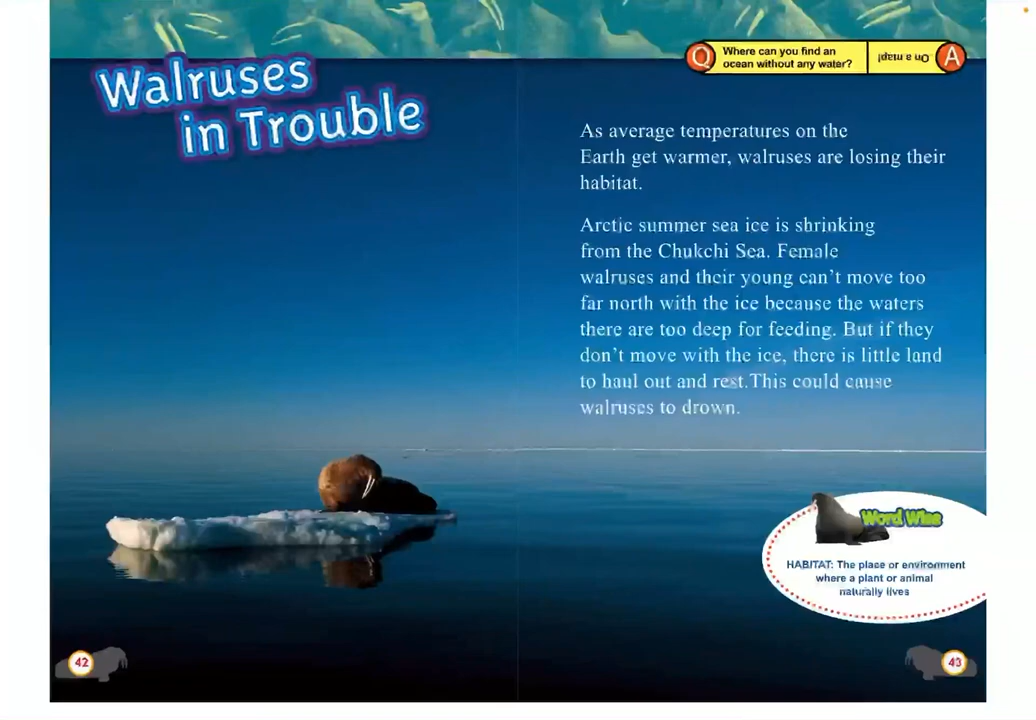 Walruses
in Trouble
Q Where can you find an
ocean without any water?
On a map!
A
As average temperatures on the
Earth get warmer, walruses are losing their
habitat.
Arctic summer sea ice is shrinking
from the Chukchi Sea. Female
walruses and their young can’t move too
far north with the ice because the waters
there are too deep for feeding. But if they
don’t move with the ice, there is little land
to haul out and rest.This could cause
walruses to drown.
Word Wise
HABITAT: The place or environment
where a plant or animal
naturally lives
42
43